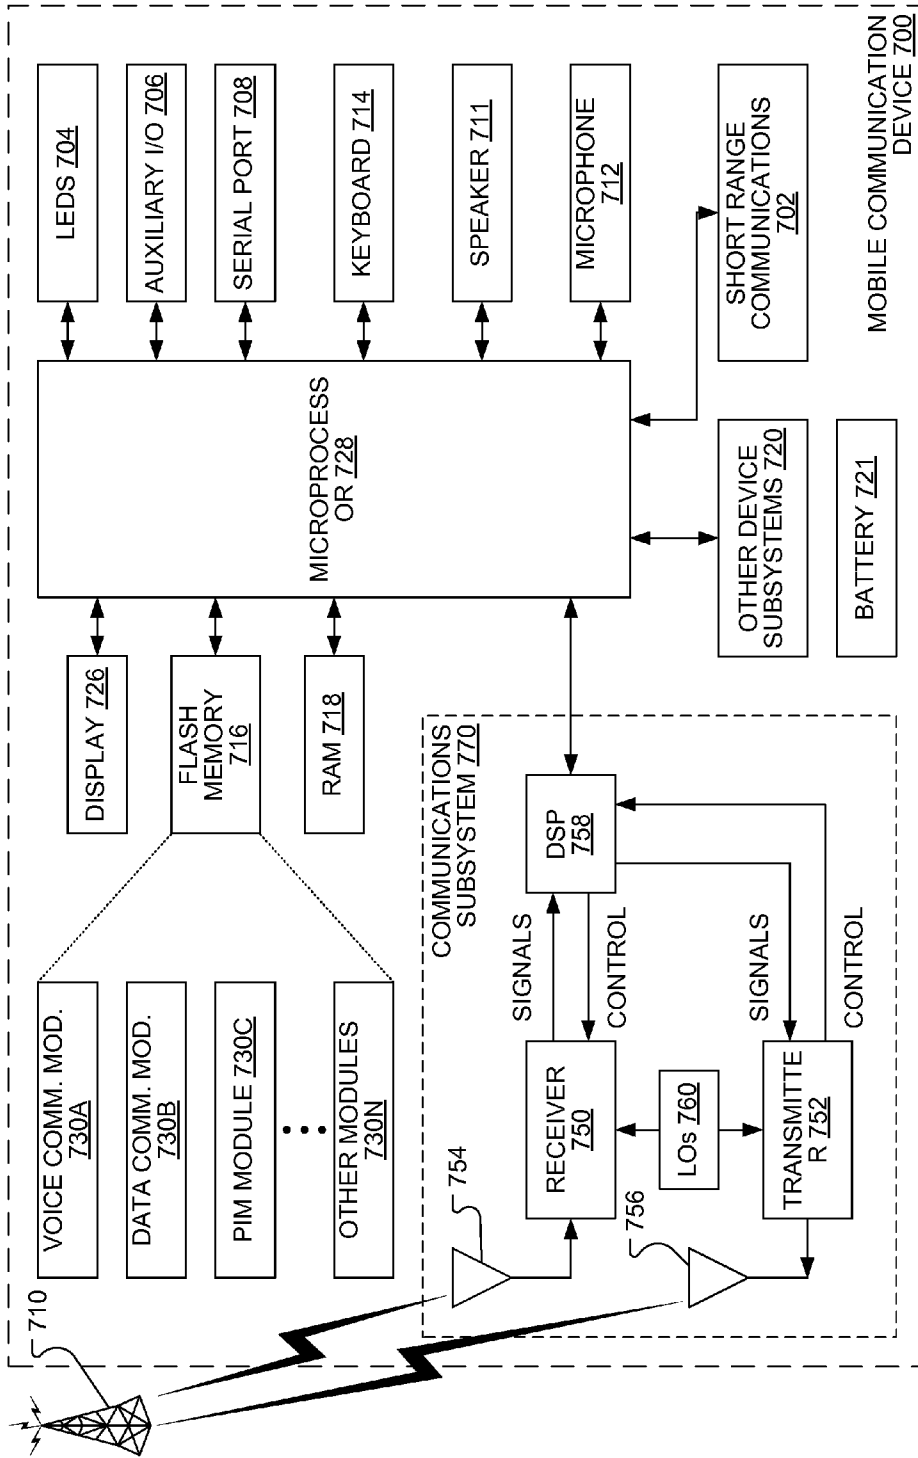 710
VOICE COMM. MOD.
730A
DATA COMM. MOD.
730B
PIM MODULE 730C
OTHER MODULES
730N
DISPLAY 726
FLASH
MEMORY
716
RAM 718
MICROPROCESS
OR 728
LEDS 704
AUXILIARY I/O 706
SERIAL PORT 708
KEYBOARD 714
SPEAKER 711
MICROPHONE
712
SHORT RANGE
COMMUNICATIONS
702
OTHER DEVICE
SUBSYSTEMS 720
BATTERY 721
COMMUNICATIONS
SUBSYSTEM 770
754
RECEIVER
750
SIGNALS
CONTROL
DSP
758
LOs 760
756
TRANSMITTE
R 752
SIGNALS
CONTROL
MOBILE COMMUNICATION
DEVICE 700